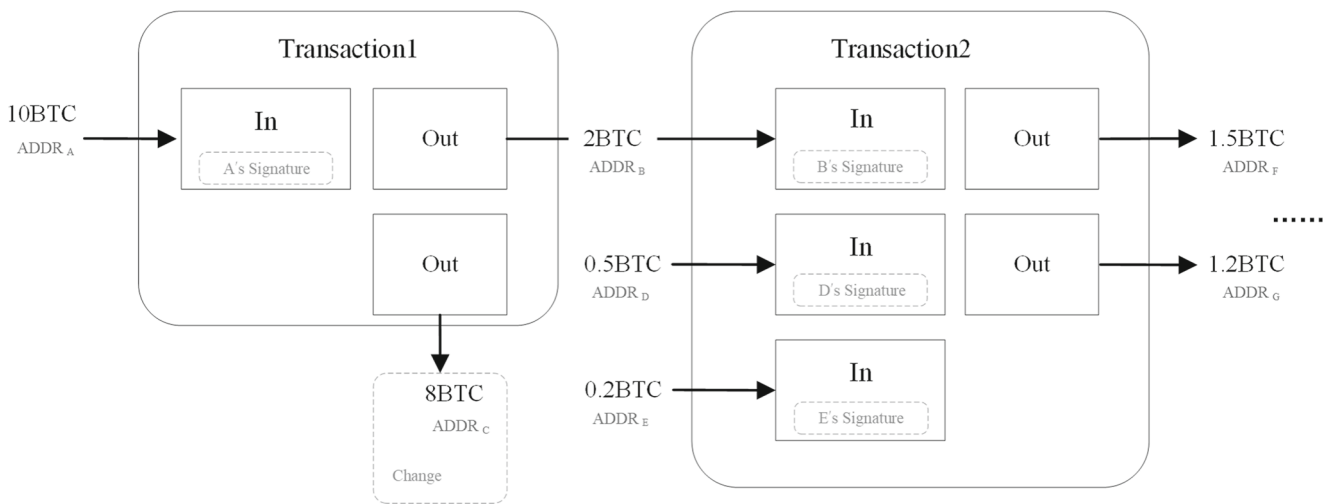 Transaction1
10BTC
ADDR A
In
A's Signature
Out
Out
8BTC
ADDR C
Change
2BTC
ADDR B
0.5BTC
ADDR D
0.2BTC
ADDR E
Transaction2
In
B's Signature
In
D's Signature
In
E's Signature
Out
Out
1.5BTC
ADDR F
......
1.2BTC
ADDR G